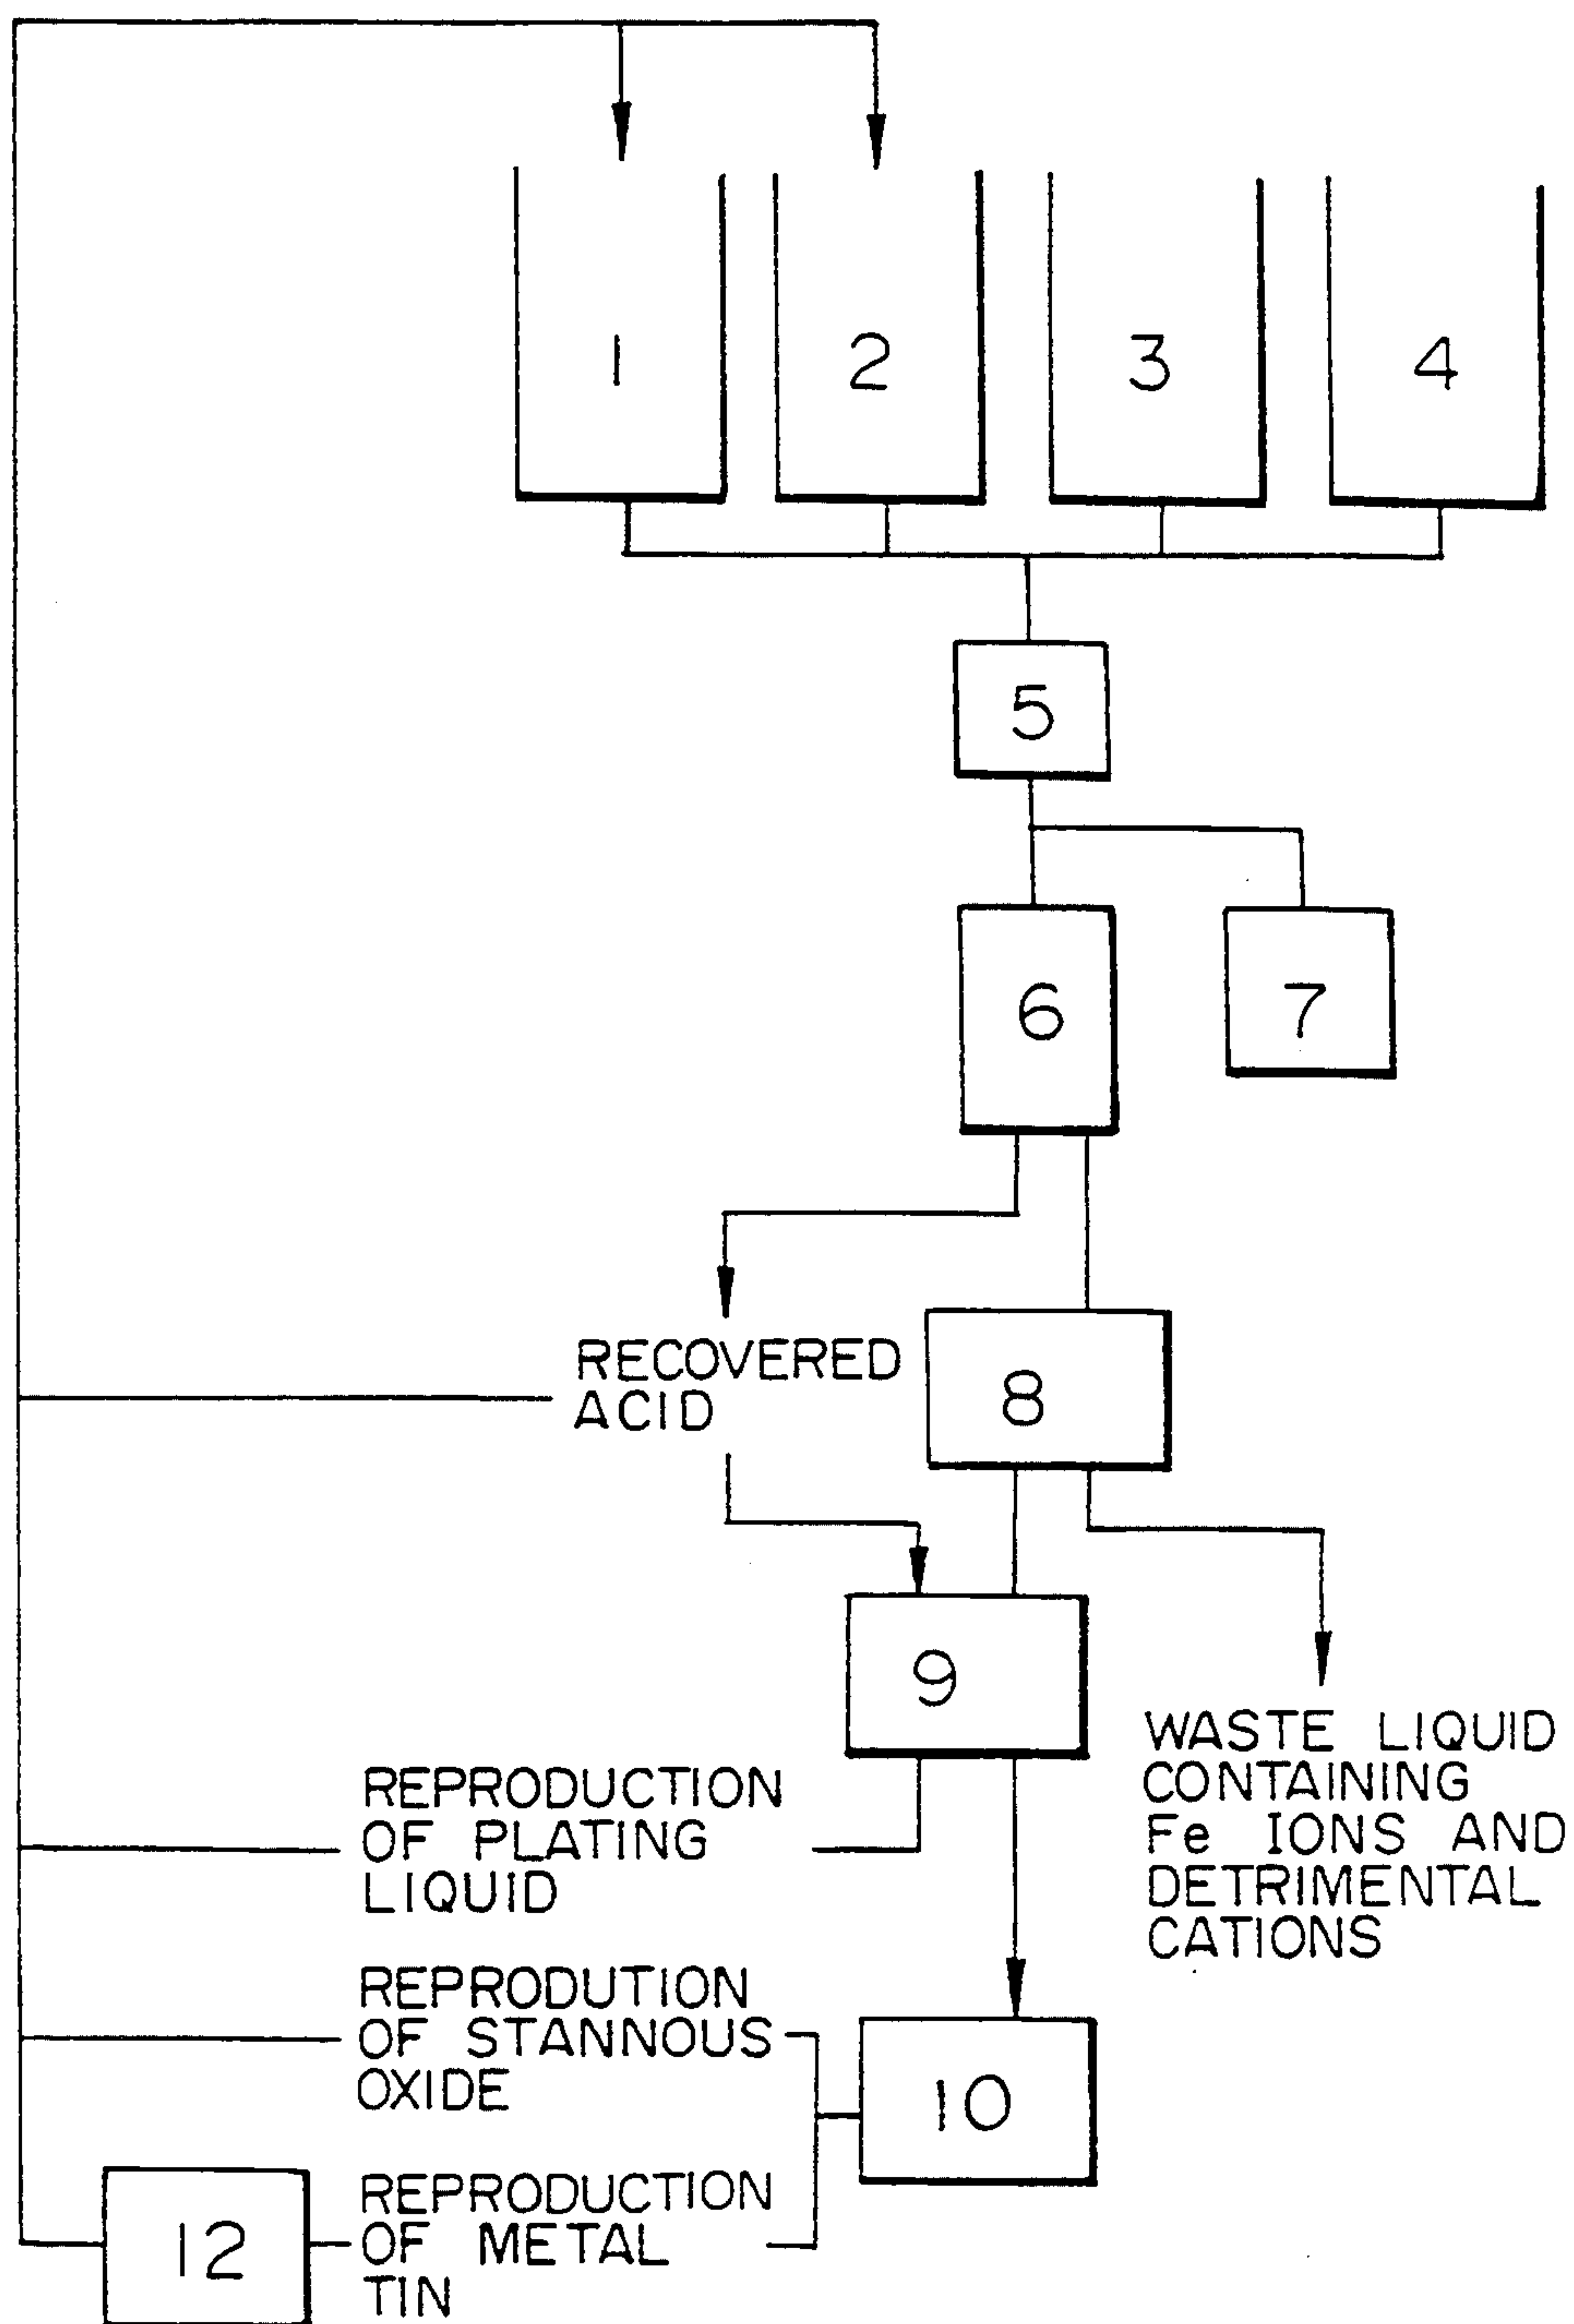 1
2
3
4
5
6
7
RECOVERED
ACID
8
9
WASTE LIQUID
CONTAINING
Fe IONS AND
DETRIMENTAL
CATIONS
REPRODUCTION
OF PLATING
LIQUID
REPRODUTION
OF STANNOUS
OXIDE
10
12
REPRODUCTION
OF METAL
TIN